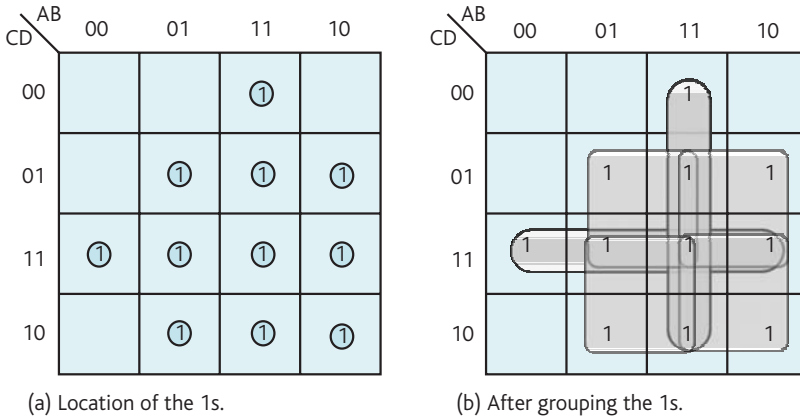 AB AB
CD 00 01 11 10 CD 00 01 11 10
00 1 00 1
01 1 1 1 01 1 1 1
11 1 1 1 1 11 1 1 1 1
10 1 1 1 10 1 1 1
(a) Location of the 1s. (b) After grouping the 1s.